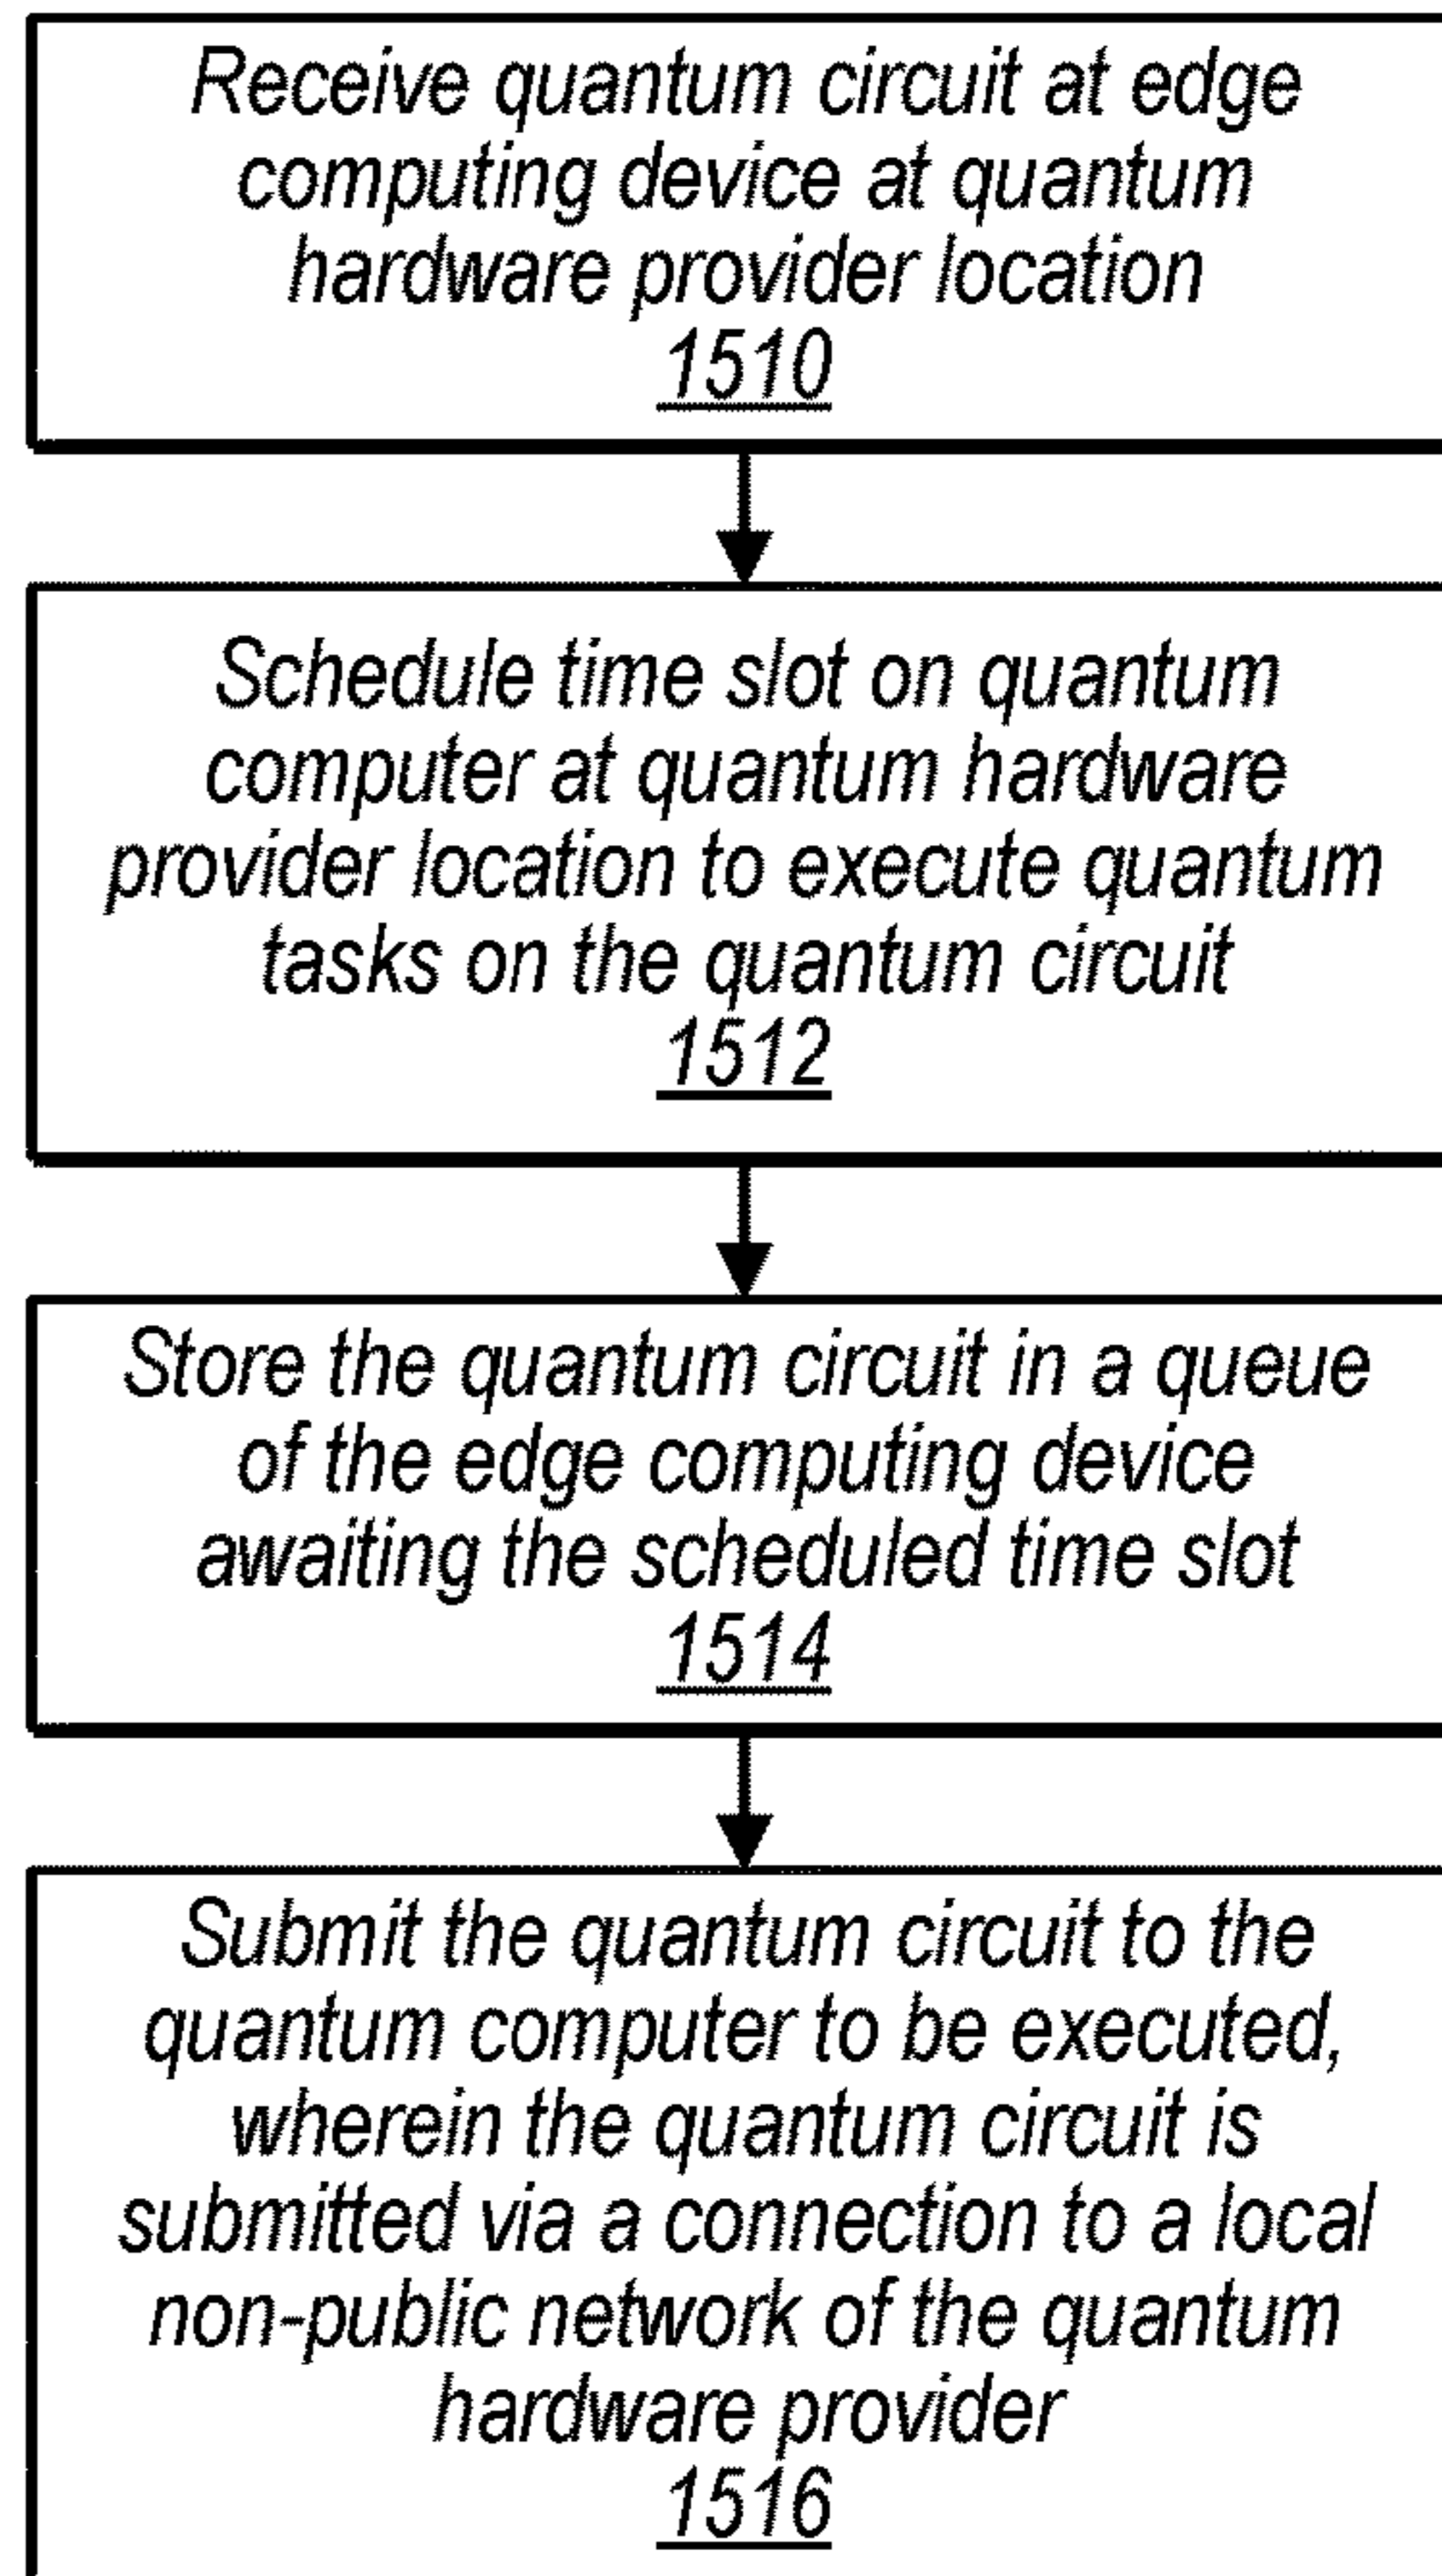 Receive quantum circuit at edge
computing device at quantum
hardware provider location
1510
Schedule time slot on quantum
computer at quantum hardware
provider location to execute quantum
tasks on the quantum circuit
1512
Store the quantum circuit in a queue
of the edge computing device
awaiting the scheduled time slot
1514
Submit the quantum circuit to the
quantum computer to be executed,
wherein the quantum circuit is
submitted via a connection to a local
non-public network of the quantum
hardware provider
1516